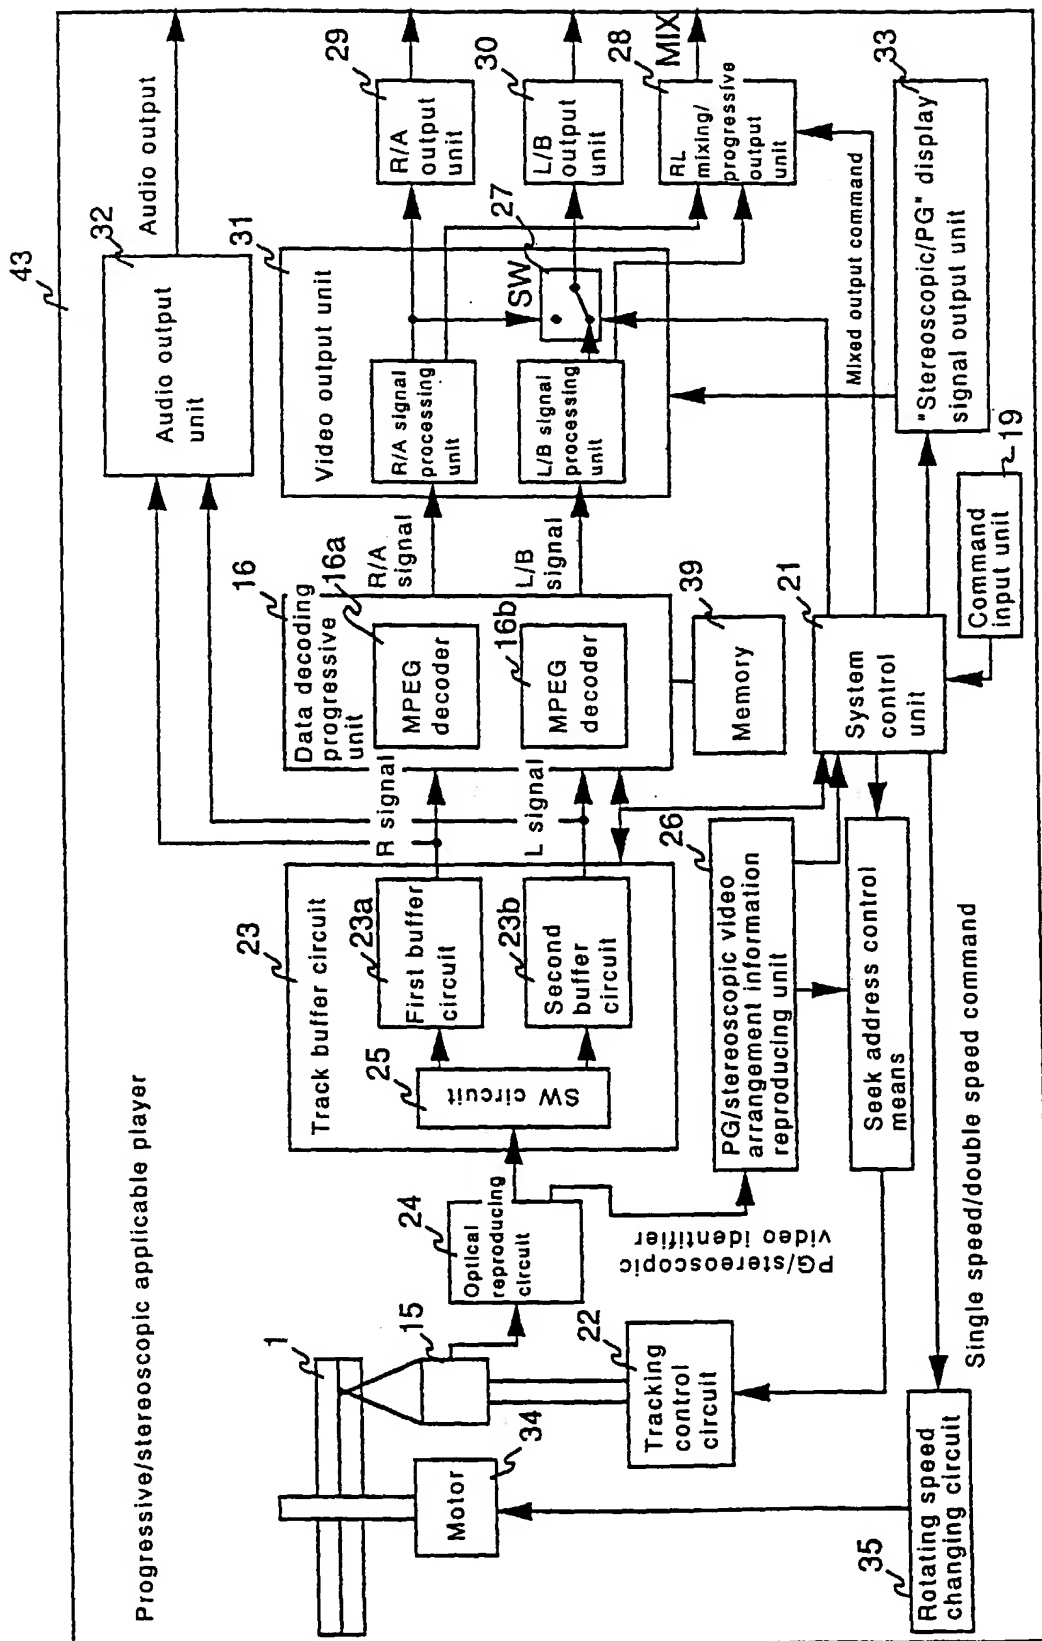 Progressive/stereoscopic applicable player
43
1
15
34
Motor
35
Rotating speed
changing circuit
Single speed/double speed command
22
Tracking
control
circuit
24
Optical
reproducing
circuit
PG/stereoscopic
video identifier
23
Track buffer circuit
25
SW circuit
23a
First buffer
circuit
23b
Second
buffer
circuit
26
PG/stereoscopic video
arrangement information
reproducing unit
Seek address control
means
R signal
L signal
16
Data decoding
progressive
unit
16a
MPEG
decoder
16b
MPEG
decoder
39
Memory
21
System
control
unit
19
Command
input unit
R/A
signal
L/B
signal
32
Audio output
unit
Audio output
31
Video output unit
R/A signal
processing
unit
L/B signal
processing
unit
SW
27
29
R/A
output
unit
30
L/B
output
unit
28
RL
mixing/
progressive
output
unit
MIX
Mixed output command
33
"Stereoscopic/PG" display
signal output unit